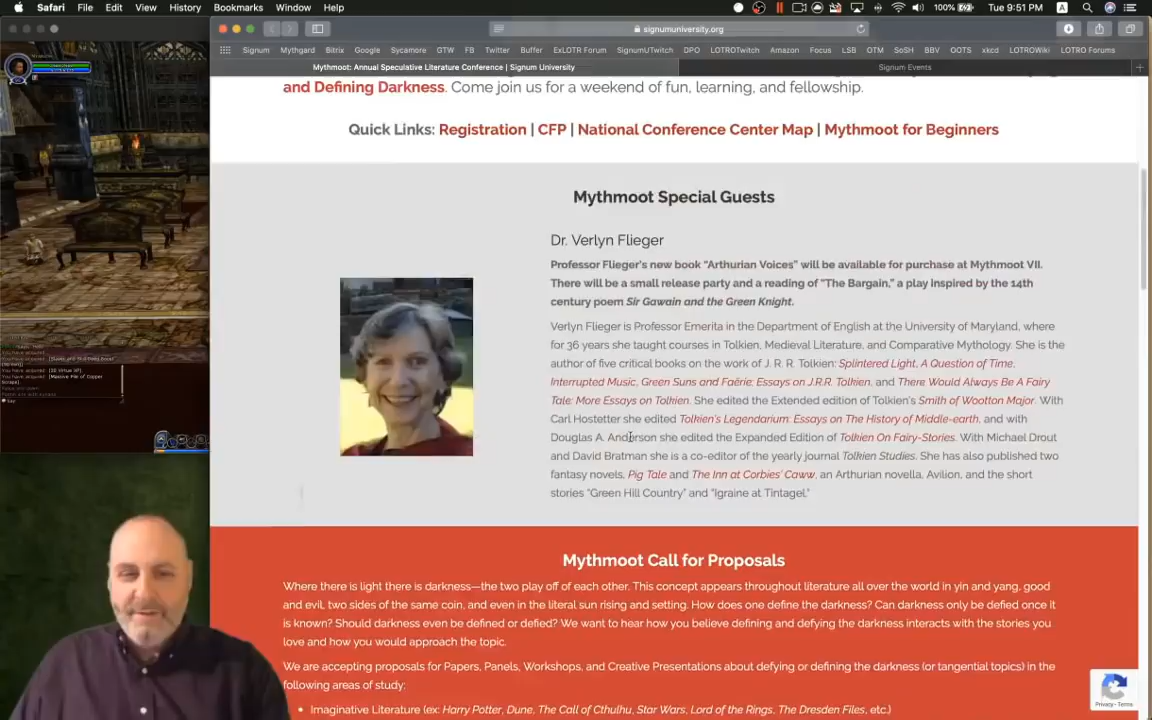 Safari File Edit View History Bookmarks Window Help
100% Tue 9:51 PM
signumuniversity.org
Signum Mythgard Bitrix Google Sycamore GTW FB Twitter Buffer ExLOTR Forum SignumU/Twitch DPO LOTROTwitch Amazon Focus LSB OTM SoSH BBV OOTS xkcd LOTROWiki LOTRO Forums
Mythmoot: Annual Speculative Literature Conference | Signum University
Signum Events
and Defining Darkness. Come join us for a weekend of fun, learning, and fellowship.
Quick Links: Registration | CFP | National Conference Center Map | Mythmoot for Beginners
Mythmoot Special Guests
Dr. Verlyn Flieger
Professor Flieger's new book "Arthurian Voices" will be available for purchase at Mythmoot VII.
There will be a small release party and a reading of "The Bargain," a play inspired by the 14th
century poem Sir Gawain and the Green Knight.
Verlyn Flieger is Professor Emerita in the Department of English at the University of Maryland, where
for 36 years she taught courses in Tolkien, Medieval Literature, and Comparative Mythology. She is the
author of five critical books on the work of J. R. R. Tolkien: Splintered Light, A Question of Time,
Interrupted Music, Green Suns and Faërie: Essays on J.R.R. Tolkien, and There Would Always Be A Fairy
Tale: More Essays on Tolkien. She edited the Extended edition of Tolkien's Smith of Wootton Major. With
Carl Hostetter she edited Tolkien's Legendarium: Essays on The History of Middle-earth, and with
Douglas A. Anderson she edited the Expanded Edition of Tolkien On Fairy-Stories. With Michael Drout
and David Bratman she is a co-editor of the yearly journal Tolkien Studies. She has also published two
fantasy novels, Pig Tale and The Inn at Corbies' Caww, an Arthurian novella, Avilion, and the short
stories "Green Hill Country" and "Igraine at Tintagel."
Mythmoot Call for Proposals
Where there is light there is darkness—the two play off of each other. This concept appears throughout literature all over the world in yin and yang, good
and evil, two sides of the same coin, and even in the literal sun rising and setting. How does one define the darkness? Can darkness only be defied once it
is known? Should darkness even be defined or defied? We want to hear how you believe defining and defying the darkness interacts with the stories you
love and how you would approach the topic.
We are accepting proposals for Papers, Panels, Workshops, and Creative Presentations about defying or defining the darkness (or tangential topics) in the
following areas of study:
• Imaginative Literature (ex: Harry Potter, Dune, The Call of Cthulhu, Star Wars, Lord of the Rings, The Dresden Files, etc.)
Privacy - Terms